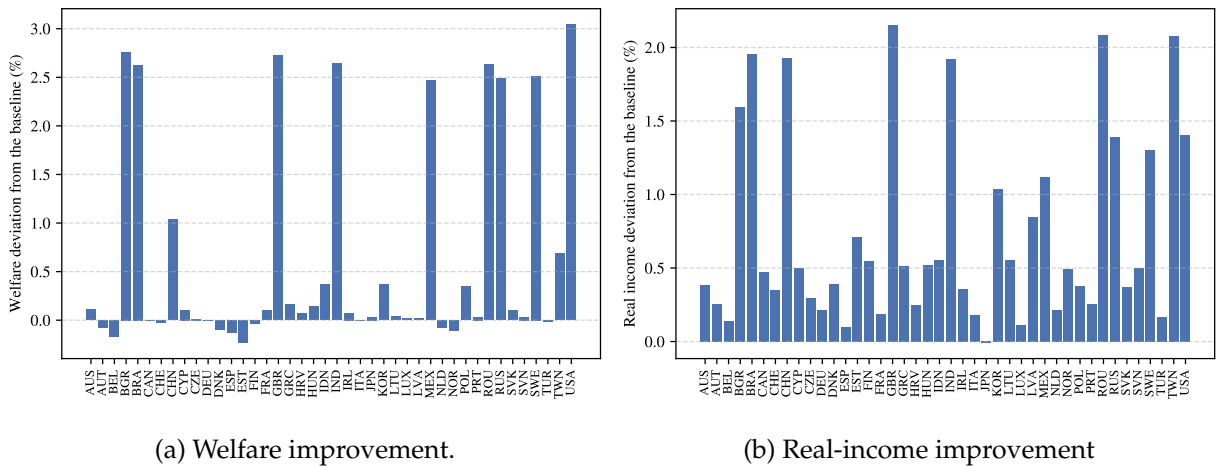 Welfare deviation from the baseline (%)
3.0
2.5
2.0
1.5
1.0
0.5
0.0
AUS AUT BEL BGR BRA CAN CHE CHN CYP CZE DEU DNK ESP EST FIN FRA GBR GRC HRV HUN IDN IND IRL ITA JPN KOR LTU LUX LVA MEX NLD NOR POL PRT ROU RUS SVK SVN SWE TUR TWN USA
(a) Welfare improvement.
Real income deviation from the baseline (%)
2.0
1.5
1.0
0.5
0.0
AUS AUT BEL BGR BRA CAN CHE CHN CYP CZE DEU DNK ESP EST FIN FRA GBR GRC HRV HUN IDN IND IRL ITA JPN KOR LTU LUX LVA MEX NLD NOR POL PRT ROU RUS SVK SVN SWE TUR TWN USA
(b) Real-income improvement